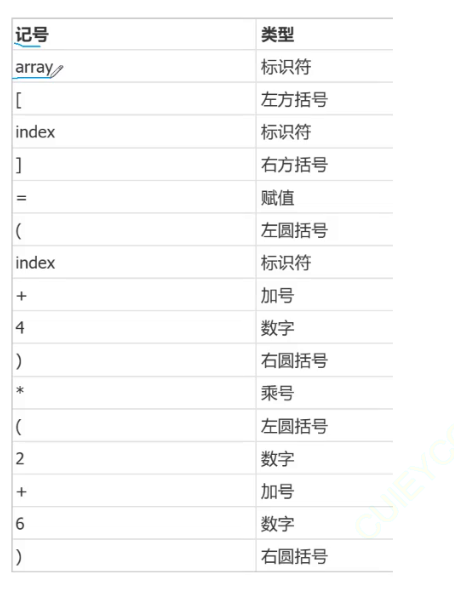 记号 类型
array 标识符
[ 左方括号
index 标识符
] 右方括号
= 赋值
( 左圆括号
index 标识符
+ 加号
4 数字
) 右圆括号
* 乘号
( 左圆括号
2 数字
+ 加号
6 数字
) 右圆括号